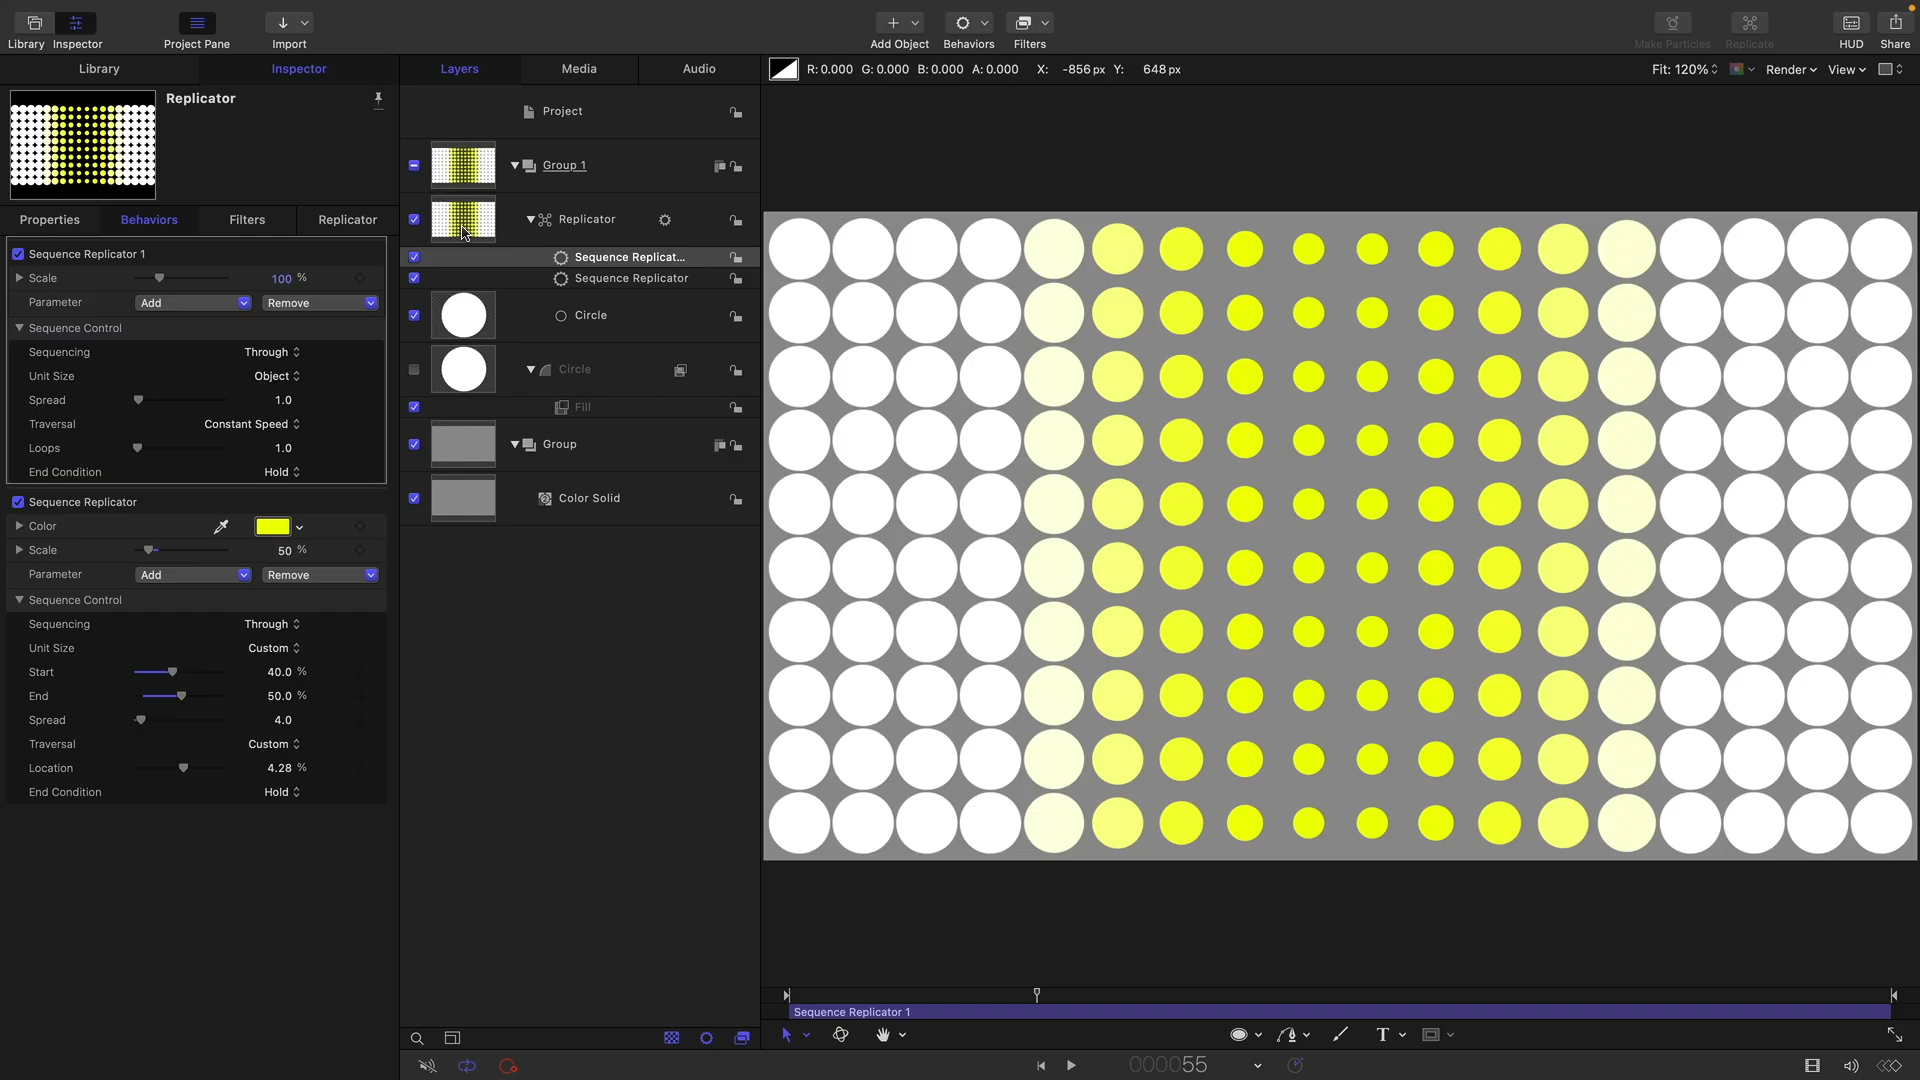 Library
Inspector
Project Pane
Import
Add Object
Behaviors
Filters
Make Particles
Replicate
HUD
Share
Library
Inspector
Layers
Media
Audio
R: 0.000 G: 0.000 B: 0.000 A: 0.000 X: -856 px Y: 648 px
Fit: 120%
Render
View
Replicator
Properties
Behaviors
Filters
Replicator
Sequence Replicator 1
Scale 100 %
Parameter Add Remove
Sequence Control
Sequencing Through
Unit Size Object
Spread 1.0
Traversal Constant Speed
Loops 1.0
End Condition Hold
Sequence Replicator
Color
Scale 50 %
Parameter Add Remove
Sequence Control
Sequencing Through
Unit Size Custom
Start 40.0 %
End 50.0 %
Spread 4.0
Traversal Custom
Location 4.28 %
End Condition Hold
Project
Group 1
Replicator
Sequence Replicat...
Sequence Replicator
Circle
Circle
Fill
Group
Color Solid
Sequence Replicator 1
T
000055